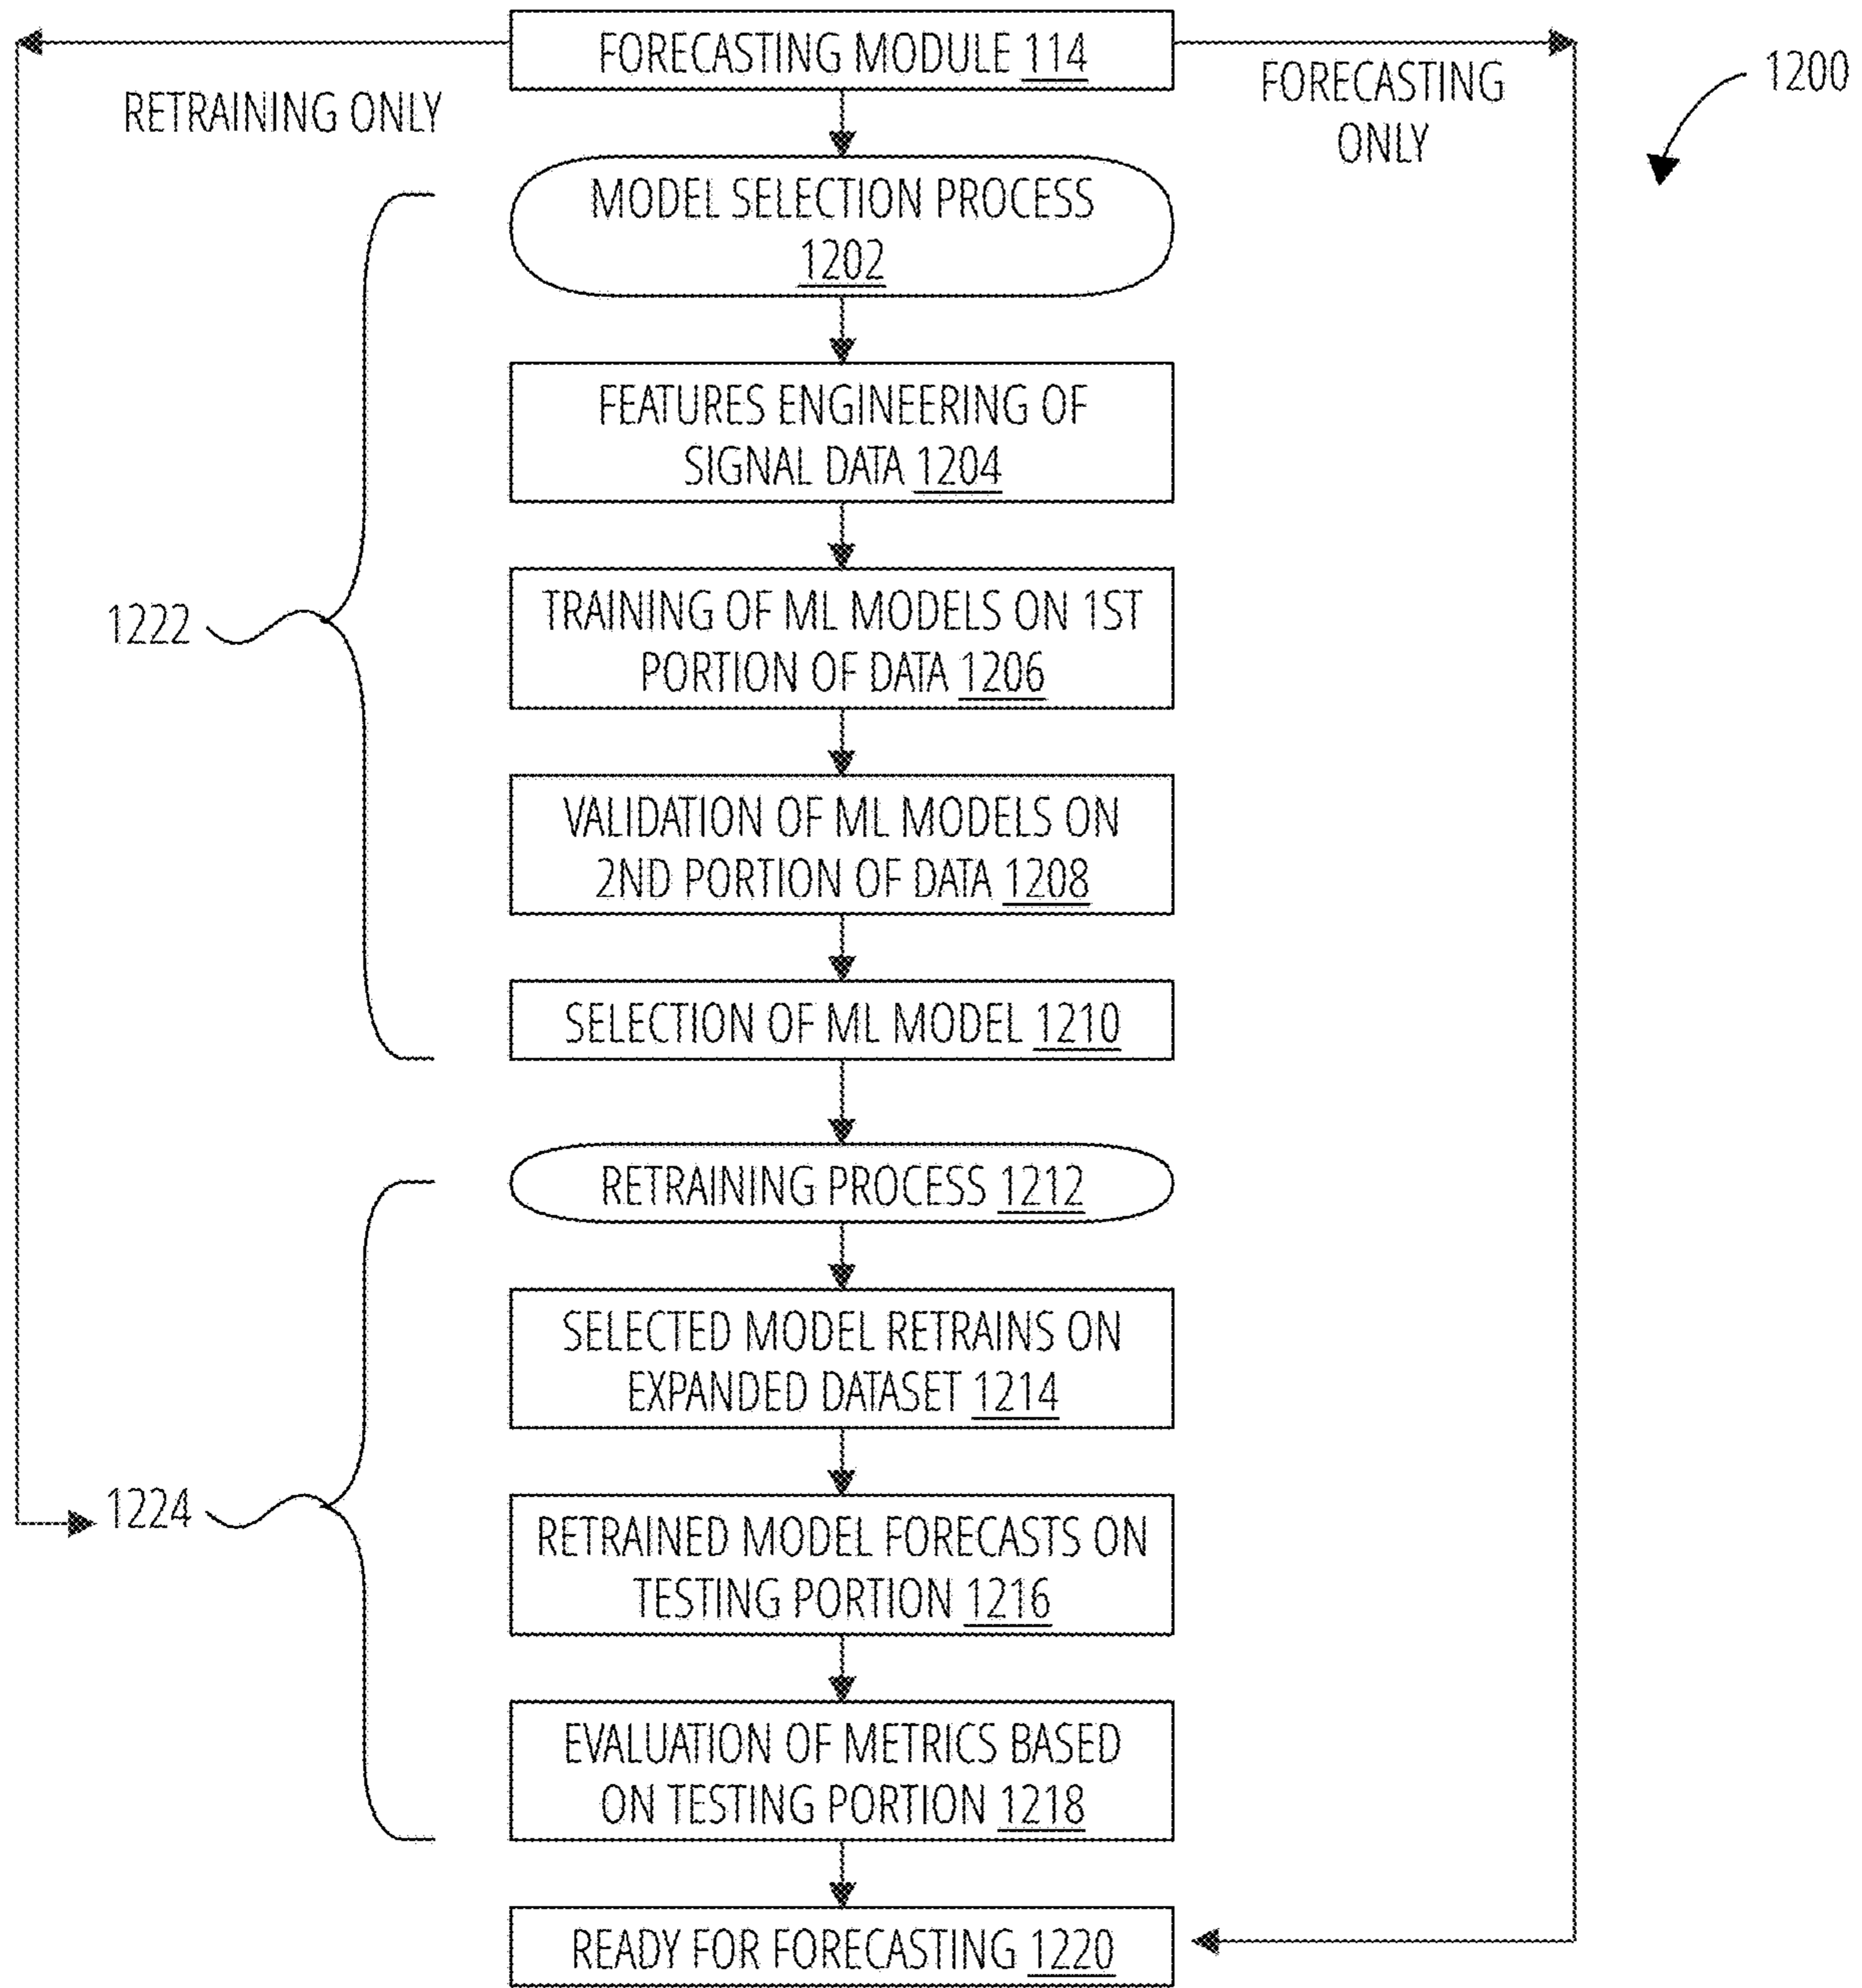 FORECASTING MODULE 114
RETRAINING ONLY
FORECASTING
ONLY
1200
MODEL SELECTION PROCESS
1202
FEATURES ENGINEERING OF
SIGNAL DATA 1204
1222
TRAINING OF ML MODELS ON 1ST
PORTION OF DATA 1206
VALIDATION OF ML MODELS ON
2ND PORTION OF DATA 1208
SELECTION OF ML MODEL 1210
RETRAINING PROCESS 1212
SELECTED MODEL RETRAINS ON
EXPANDED DATASET 1214
1224
RETRAINED MODEL FORECASTS ON
TESTING PORTION 1216
EVALUATION OF METRICS BASED
ON TESTING PORTION 1218
READY FOR FORECASTING 1220